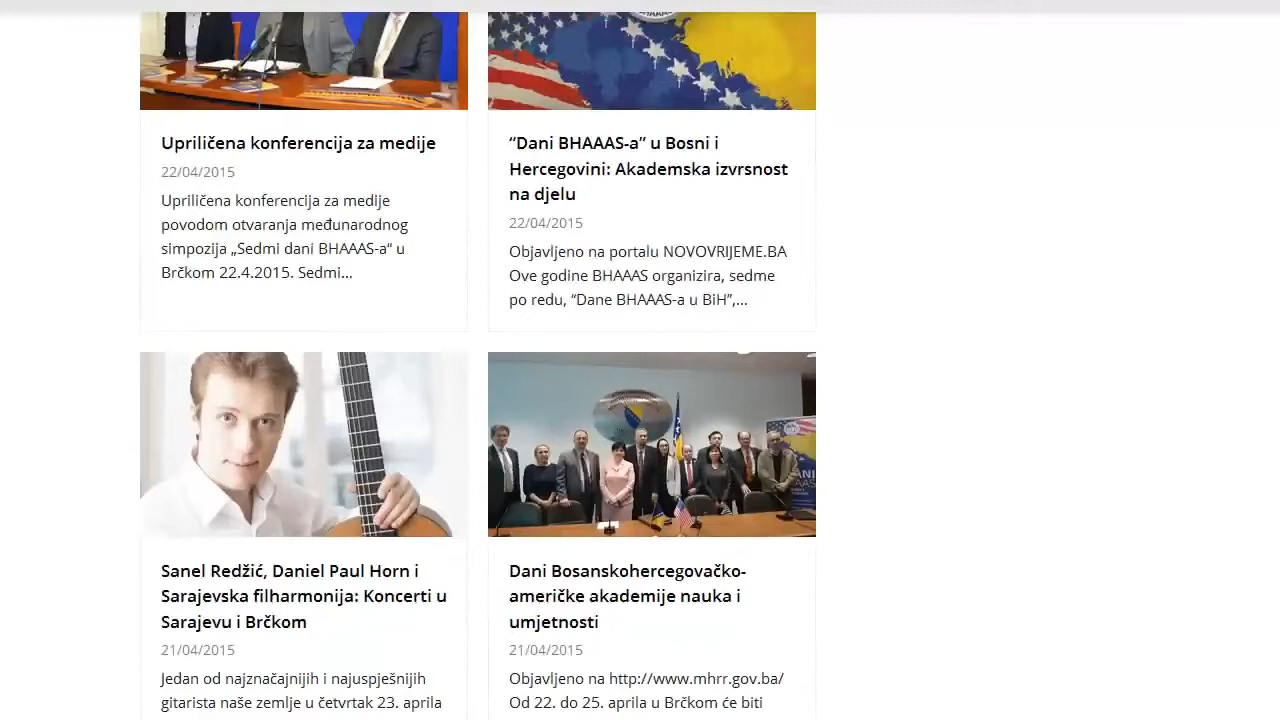 Upriličena konferencija za medije
22/04/2015
Upriličena konferencija za medije
povodom otvaranja međunarodnog
simpozija „Sedmi dani BHAAAS-a“ u
Brčkom 22.4.2015. Sedmi...
“Dani BHAAAS-a” u Bosni i
Hercegovini: Akademska izvrsnost
na djelu
22/04/2015
Objavljeno na portalu NOVOVRIJEME.BA
Ove godine BHAAAS organizira, sedme
po redu, “Dane BHAAAS-a u BiH”,...
Sanel Redžić, Daniel Paul Horn i
Sarajevska filharmonija: Koncerti u
Sarajevu i Brčkom
21/04/2015
Jedan od najznačajnijih i najuspješnijih
gitarista naše zemlje u četvrtak 23. aprila
Dani Bosanskohercegovačko-
američke akademije nauka i
umjetnosti
21/04/2015
Objavljeno na http://www.mhrr.gov.ba/
Od 22. do 25. aprila u Brčkom će biti